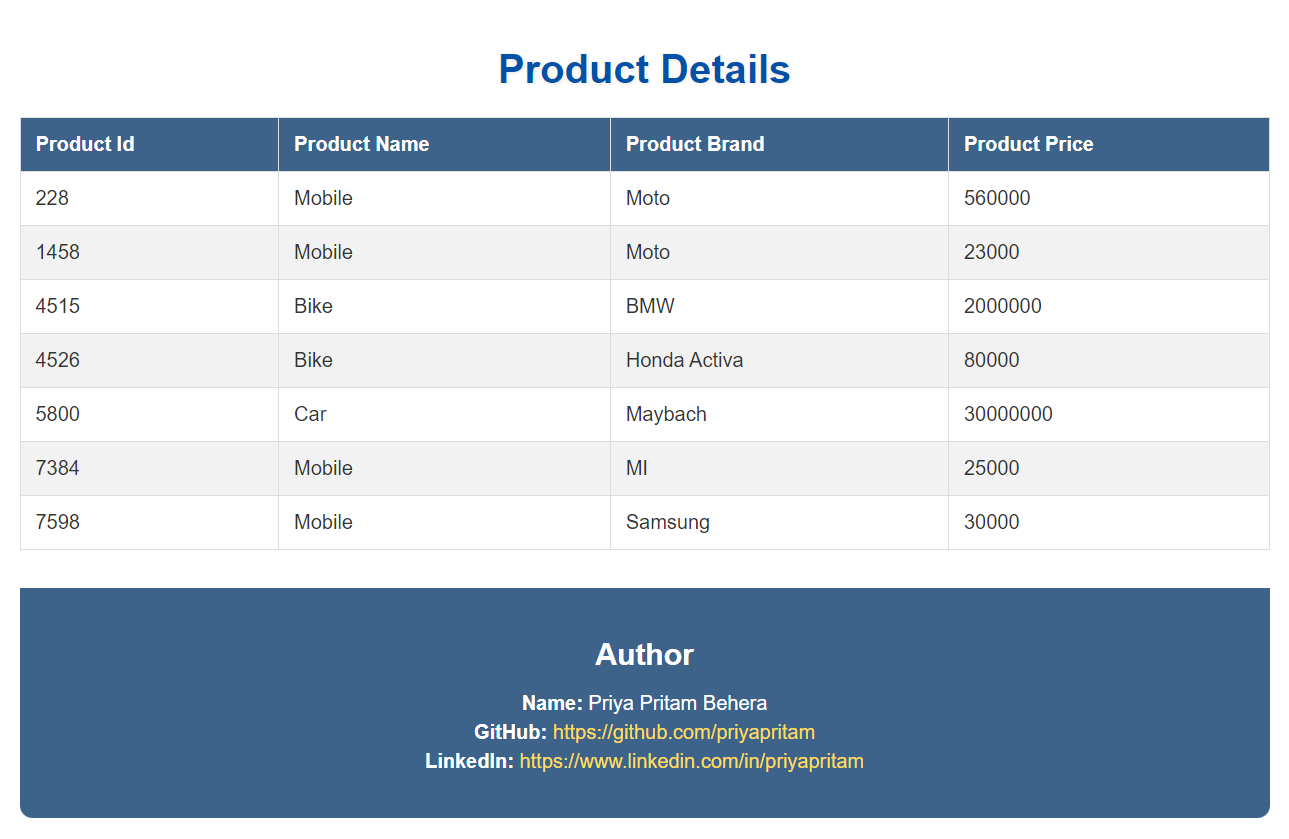 Product Details
Product Id Product Name Product Brand Product Price
228 Mobile Moto 560000
1458 Mobile Moto 23000
4515 Bike BMW 2000000
4526 Bike Honda Activa 80000
5800 Car Maybach 30000000
7384 Mobile MI 25000
7598 Mobile Samsung 30000
Author
Name: Priya Pritam Behera
GitHub: https://github.com/priyapritam
LinkedIn: https://www.linkedin.com/in/priyapritam